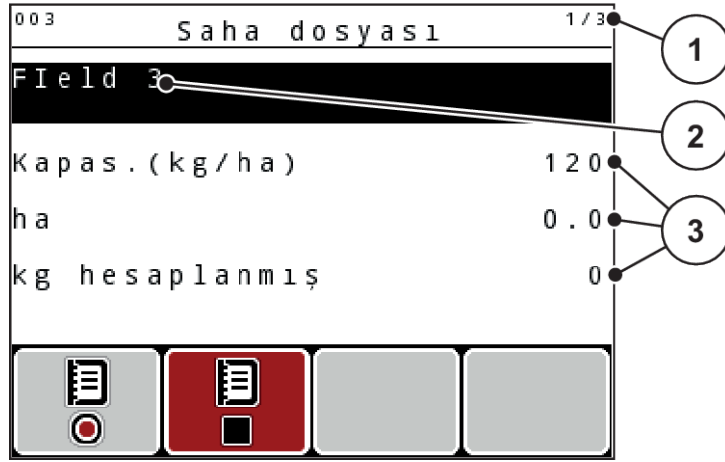 003 Saha dosyası 1/3
FIeld 3
Kapas.(kg/ha) 120
ha 0.0
kg hesaplanmış 0
1
2
3